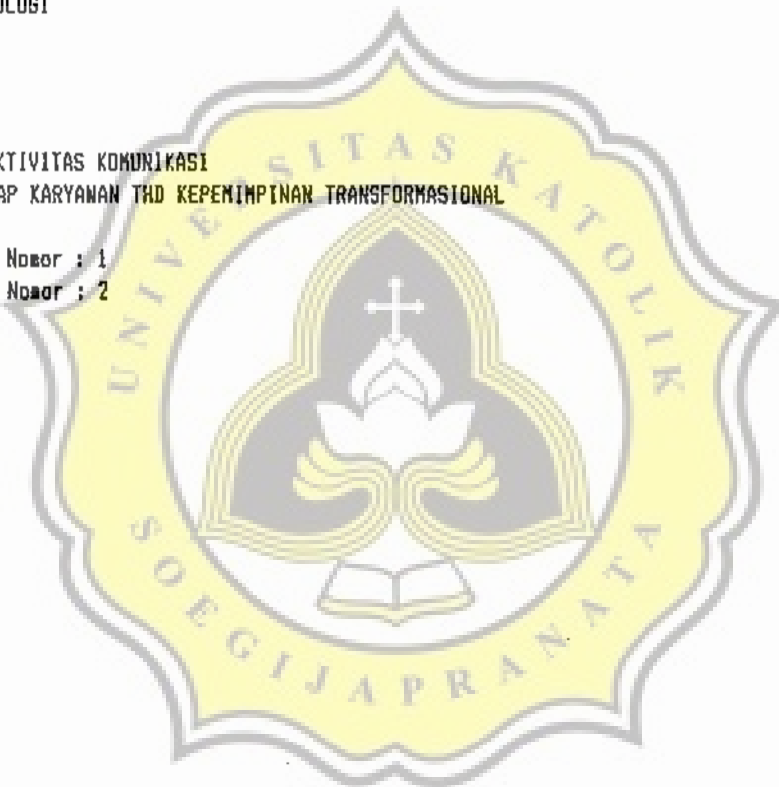 OLOGI
KTIVITAS KOMUNIKASI
AP KARYAWAN THD KEPEMIMPINAN TRANSFORMASIONAL
Nomor : 1
Nomor : 2
UNIVERSITAS KATOLIK
SOEGIJAPRANATA